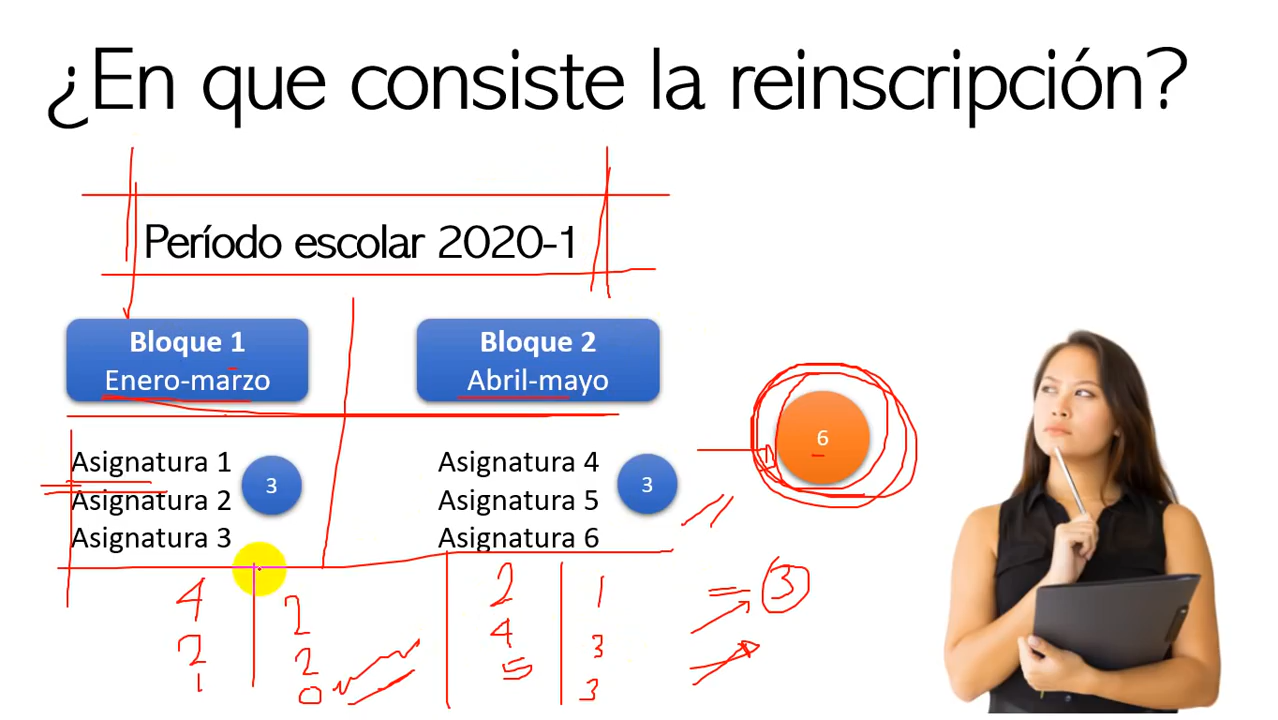 ¿En que consiste la reinscripción?
Período escolar 2020-1
Bloque 1
Enero-marzo
Bloque 2
Abril-mayo
Asignatura 1
Asignatura 2
Asignatura 3
3
Asignatura 4
Asignatura 5
Asignatura 6
3
6
4 2
2 2
1 0
2 1 = 3
4 3
5 3